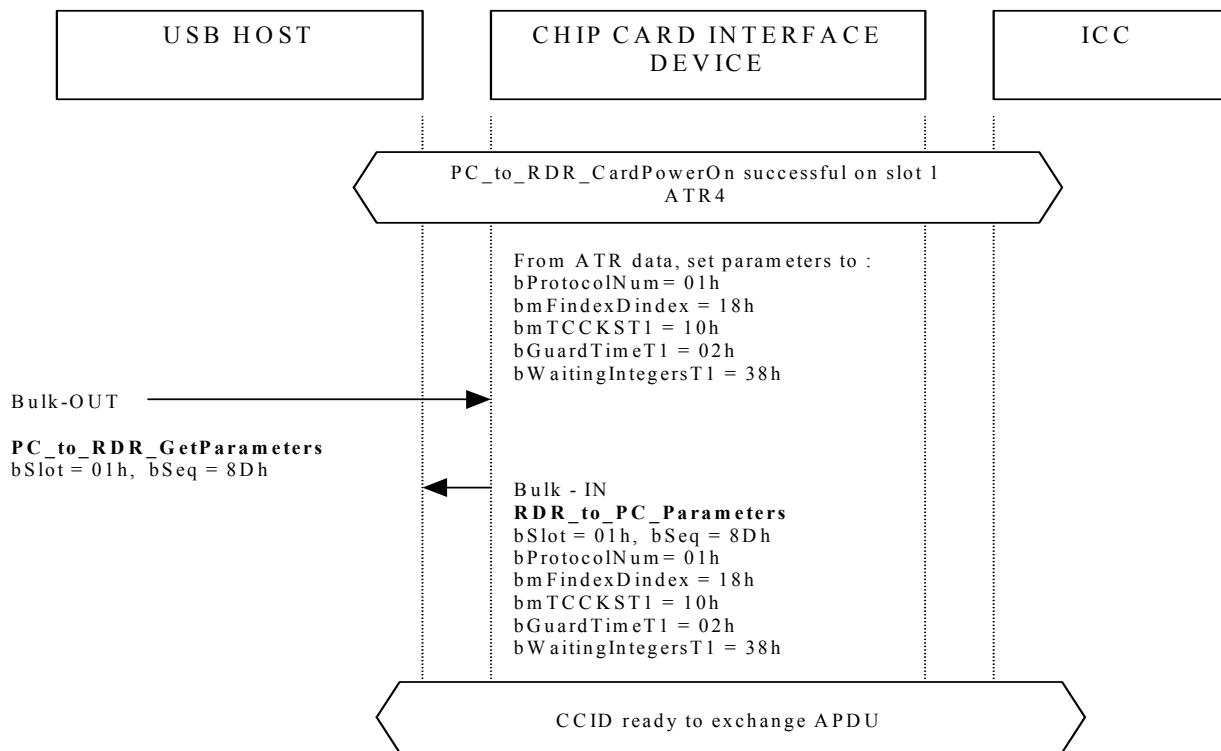 USB HOST
CHIP CARD INTERFACE
DEVICE
ICC
PC_to_RDR_CardPowerOn successful on slot 1
ATR4
From ATR data, set parameters to :
bProtocolNum= 01h
bmFindexDindex = 18h
bmTCCKST1 = 10h
bGuardTimeT1 = 02h
bWaitingIntegersT1 = 38h
Bulk-OUT
PC_to_RDR_GetParameters
bSlot = 01h, bSeq = 8Dh
Bulk - IN
RDR_to_PC_Parameters
bSlot = 01h, bSeq = 8Dh
bProtocolNum= 01h
bmFindexDindex = 18h
bmTCCKST1 = 10h
bGuardTimeT1 = 02h
bWaitingIntegersT1 = 38h
CCID ready to exchange APDU